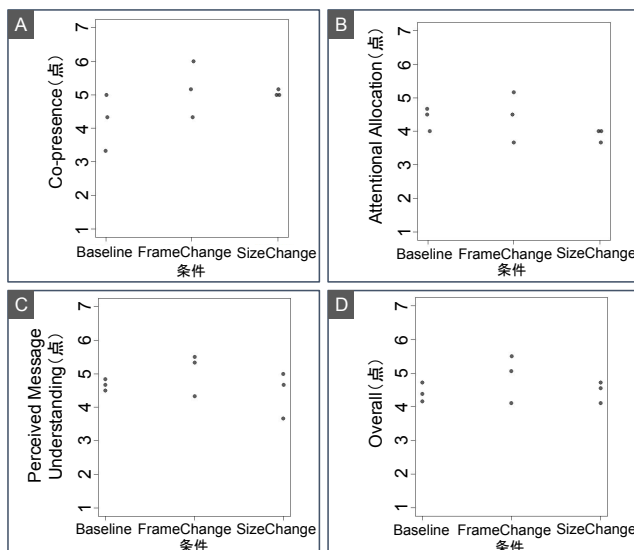 A
Co-presence(点)
7
6
5
4
3
2
1
Baseline FrameChange SizeChange
条件
B
Attentional Allocation(点)
7
6
5
4
3
2
1
Baseline FrameChange SizeChange
条件
C
Perceived Message
Understanding(点)
7
6
5
4
3
2
1
Baseline FrameChange SizeChange
条件
D
Overall(点)
7
6
5
4
3
2
1
Baseline FrameChange SizeChange
条件